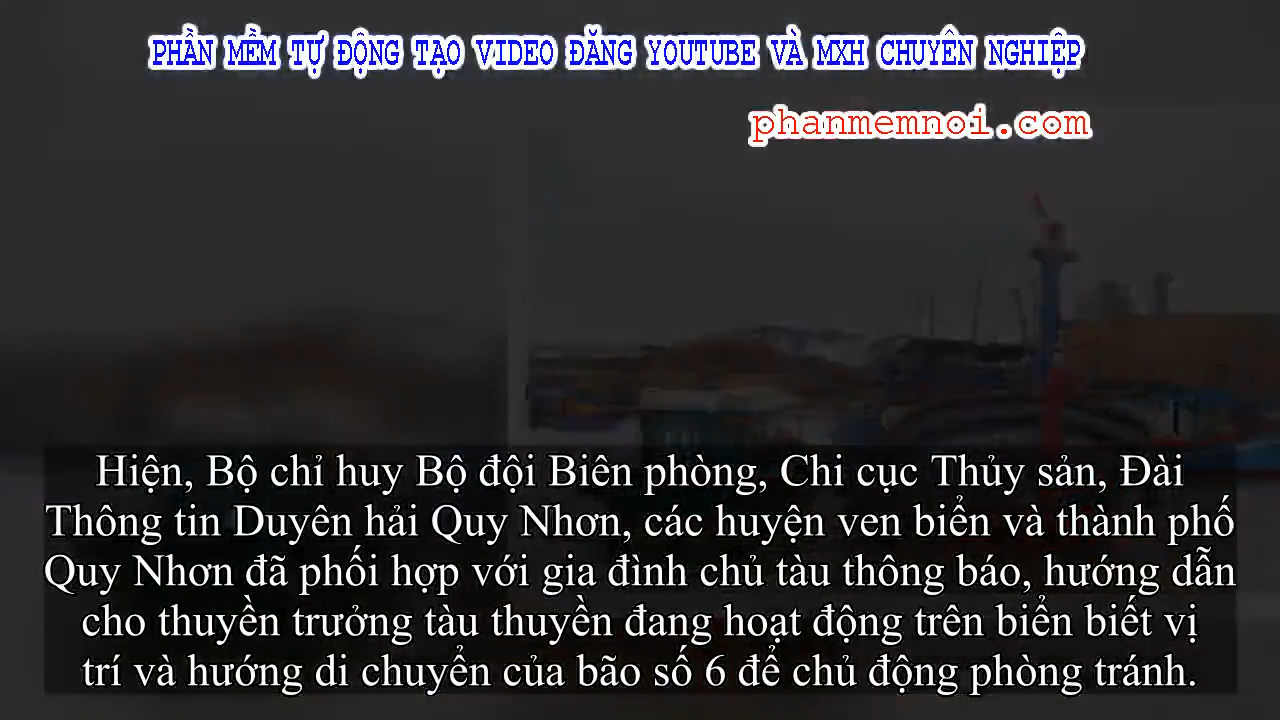 PHẦN MỀM TỰ ĐỘNG TẠO VIDEO ĐĂNG YOUTUBE VÀ MXH CHUYÊN NGHIỆP
phanmemnoi.com
Hiện, Bộ chỉ huy Bộ đội Biên phòng, Chi cục Thủy sản, Đài
Thông tin Duyên hải Quy Nhơn, các huyện ven biển và thành phố
Quy Nhơn đã phối hợp với gia đình chủ tàu thông báo, hướng dẫn
cho thuyền trưởng tàu thuyền đang hoạt động trên biển biết vị
trí và hướng di chuyển của bão số 6 để chủ động phòng tránh.